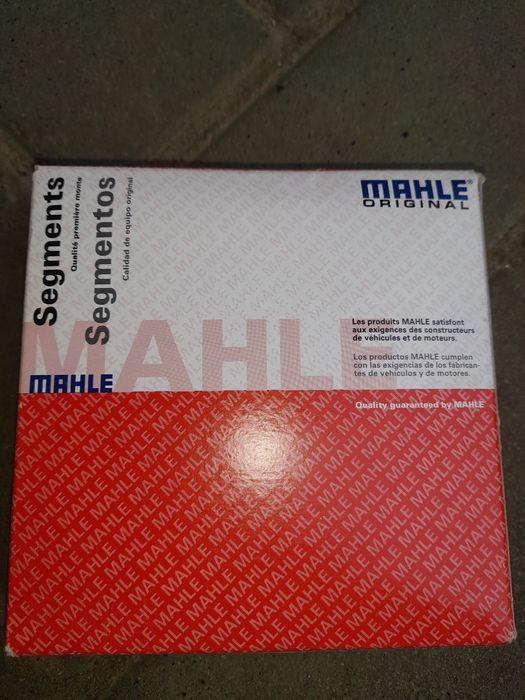 Segments
Qualité première monte
Segmentos
Calidad de equipo original
MAHLE®
ORIGINAL
Les produits MAHLE satisfont
aux exigences des constructeurs
de véhicules et de moteurs.
Los productos MAHLE cumplen
con las exigencias de los fabrican-
tes de vehículos y de motores.
MAHLE
MAHLE
Quality guaranteed by MAHLE